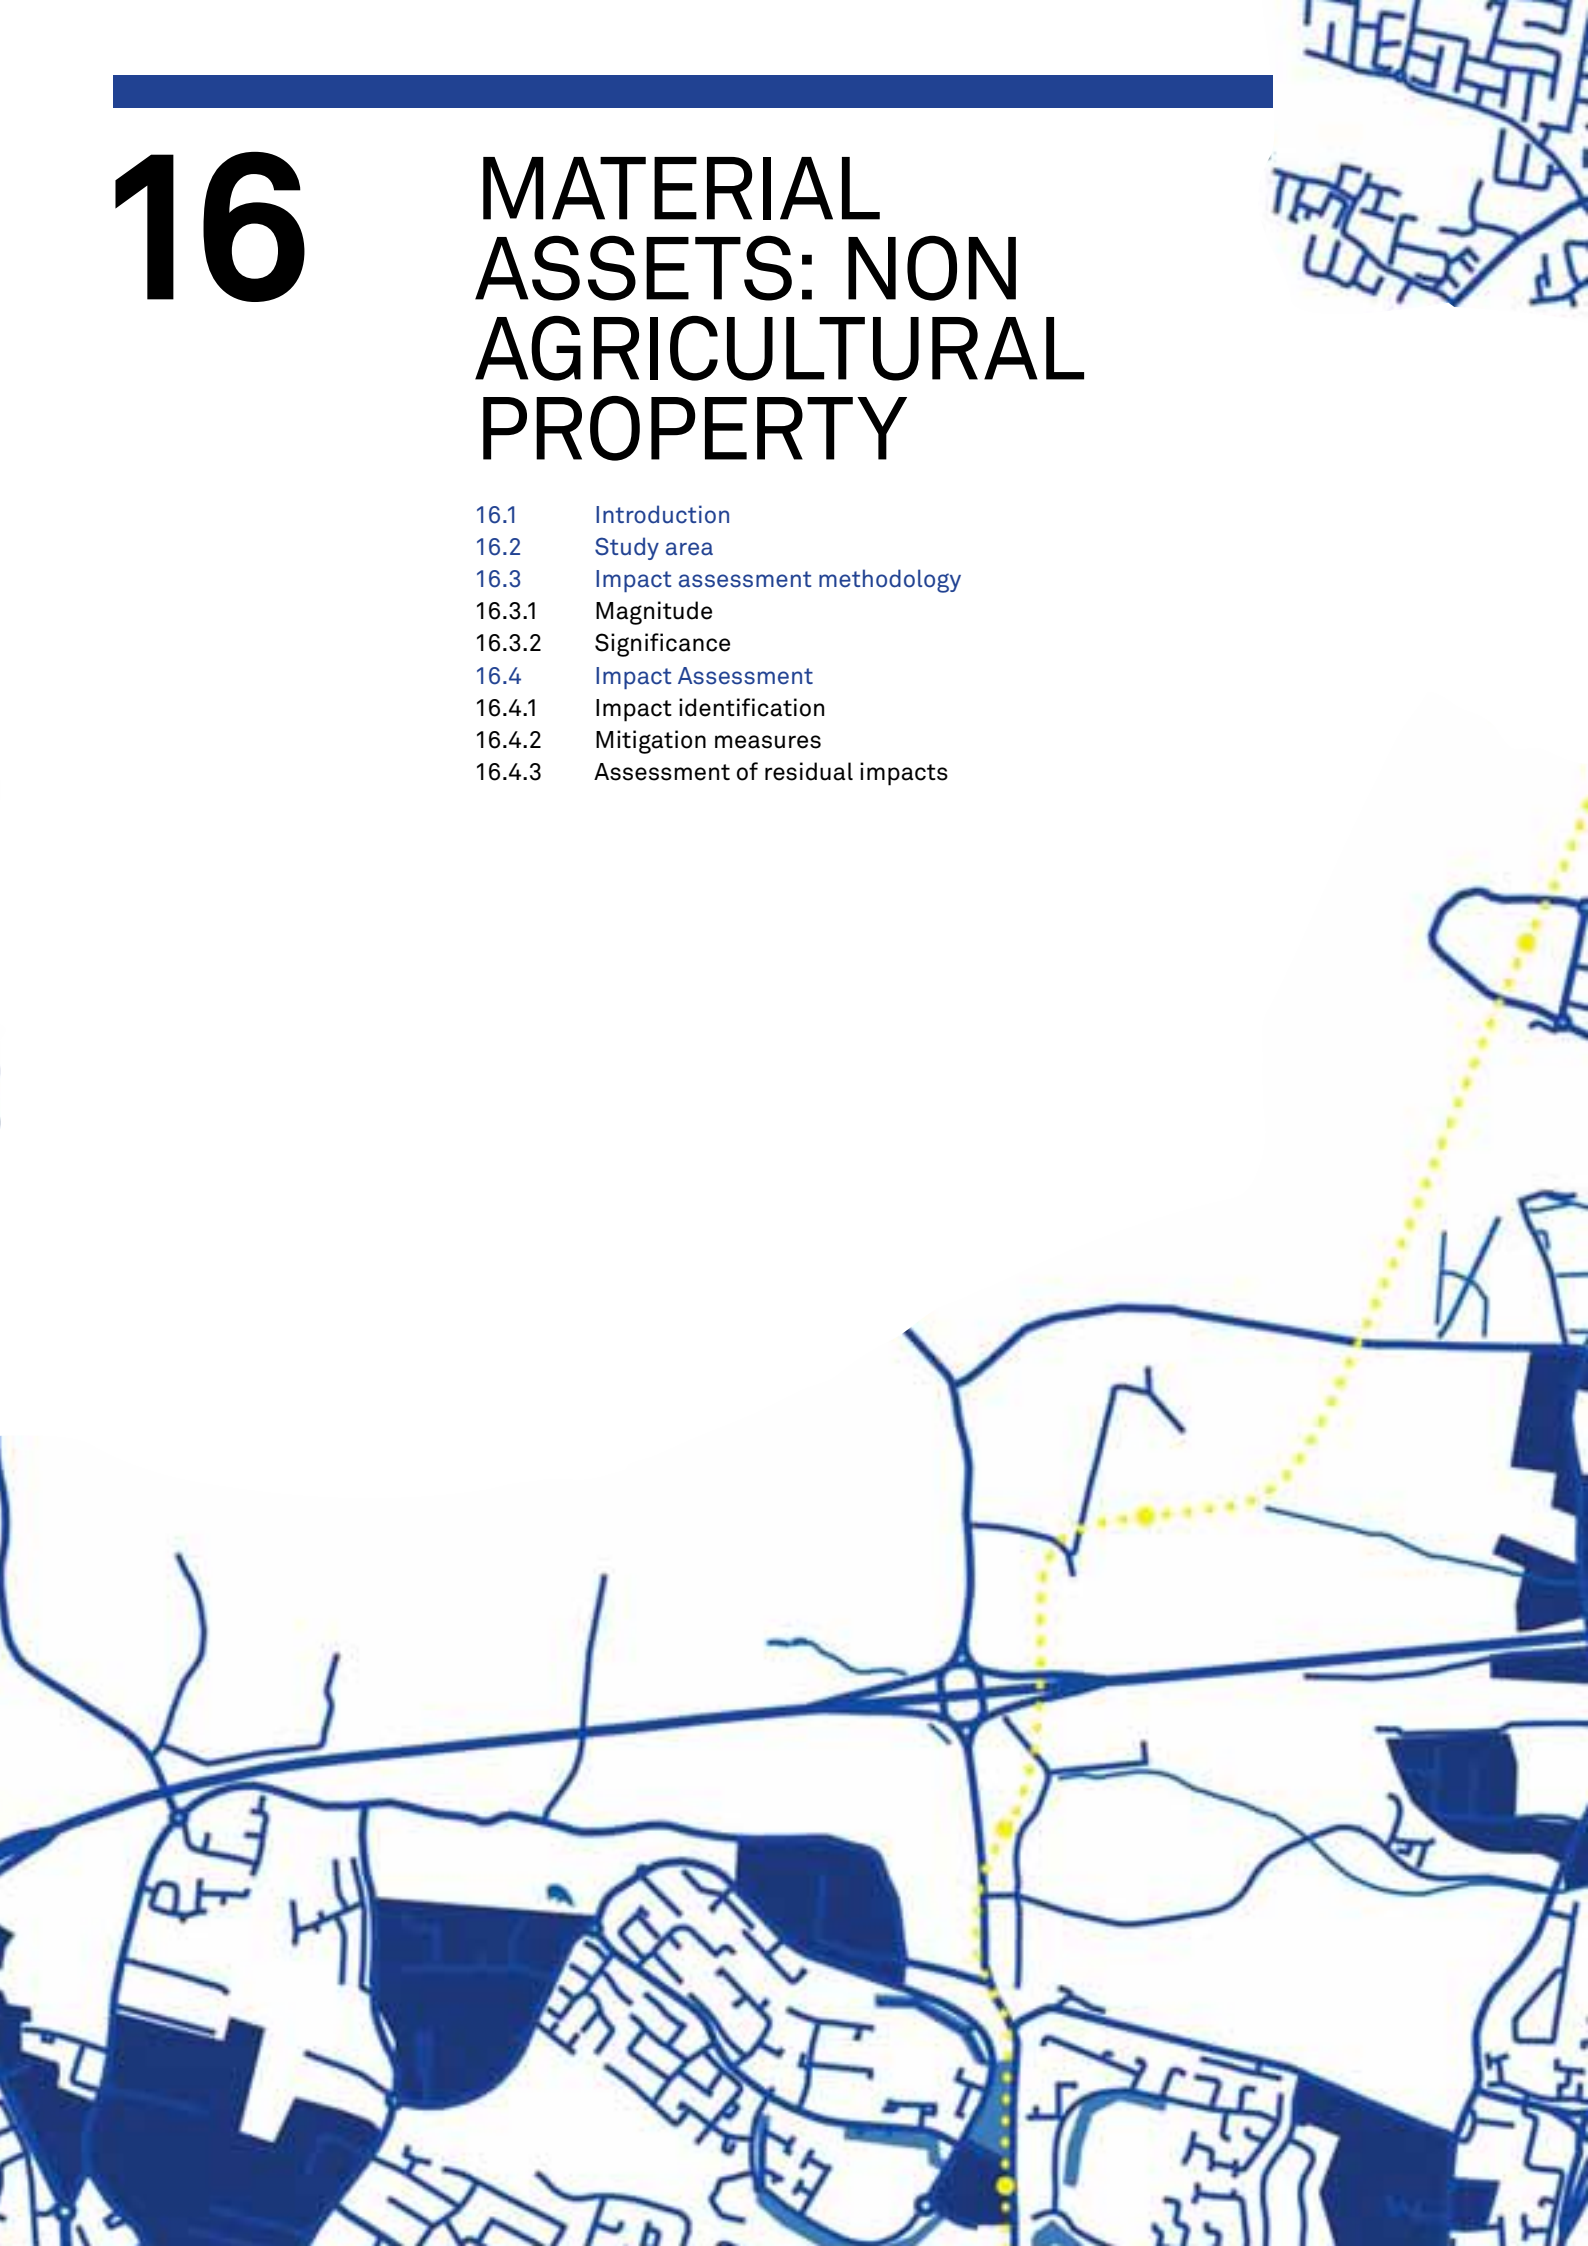 16
MATERIAL
ASSETS: NON
AGRICULTURAL
PROPERTY
16.1 Introduction
16.2 Study area
16.3 Impact assessment methodology
16.3.1 Magnitude
16.3.2 Significance
16.4 Impact Assessment
16.4.1 Impact identification
16.4.2 Mitigation measures
16.4.3 Assessment of residual impacts